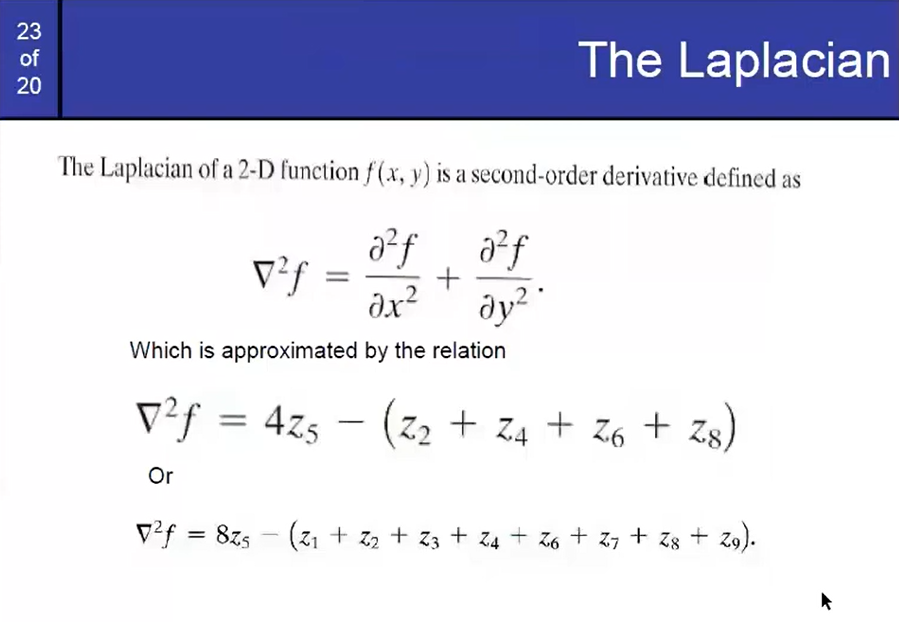 23
of
20
The Laplacian
The Laplacian of a 2-D function f(x, y) is a second-order derivative defined as
∇²f = ∂²f/∂x² + ∂²f/∂y².
Which is approximated by the relation
∇²f = 4z₅ − (z₂ + z₄ + z₆ + z₈)
Or
∇²f = 8z₅ − (z₁ + z₂ + z₃ + z₄ + z₆ + z₇ + z₈ + z₉).